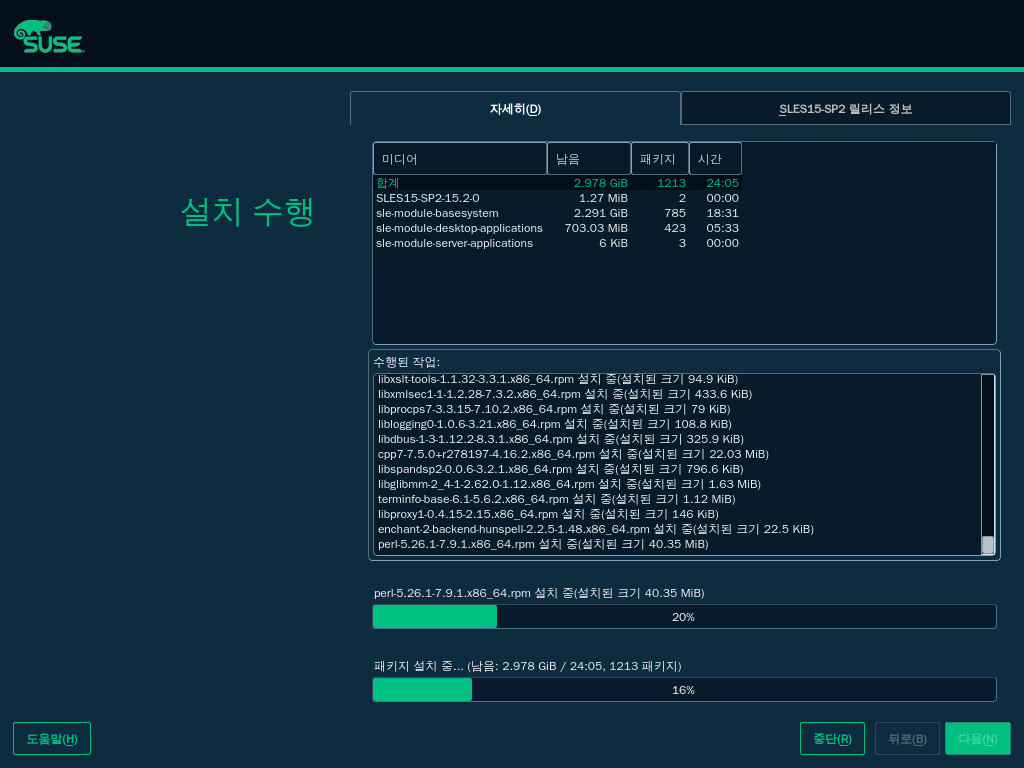 SUSE
자세히(D)
SLES15-SP2 릴리스 정보
설치 수행
미디어 남음 패키지 시간
합계 2.978 GiB 1213 24:05
SLES15-SP2-15.2-0 1.27 MiB 2 00:00
sle-module-basesystem 2.291 GiB 785 18:31
sle-module-desktop-applications 703.03 MiB 423 05:33
sle-module-server-applications 6 KiB 3 00:00
수행된 작업:
libxslt-tools-1.1.32-3.3.1.x86_64.rpm 설치 중(설치된 크기 94.9 KiB)
libxmlsec1-1-1.2.28-7.3.2.x86_64.rpm 설치 중(설치된 크기 433.6 KiB)
libprocps7-3.3.15-7.10.2.x86_64.rpm 설치 중(설치된 크기 79 KiB)
liblogging0-1.0.6-3.21.x86_64.rpm 설치 중(설치된 크기 108.8 KiB)
libdbus-1-3-1.12.2-8.3.1.x86_64.rpm 설치 중(설치된 크기 325.9 KiB)
cpp7-7.5.0+r278197-4.16.2.x86_64.rpm 설치 중(설치된 크기 22.03 MiB)
libspandsp2-0.0.6-3.2.1.x86_64.rpm 설치 중(설치된 크기 796.6 KiB)
libglibmm-2_4-1-2.62.0-1.12.x86_64.rpm 설치 중(설치된 크기 1.63 MiB)
terminfo-base-6.1-5.6.2.x86_64.rpm 설치 중(설치된 크기 1.12 MiB)
libproxy1-0.4.15-2.15.x86_64.rpm 설치 중(설치된 크기 146 KiB)
enchant-2-backend-hunspell-2.2.5-1.48.x86_64.rpm 설치 중(설치된 크기 22.5 KiB)
perl-5.26.1-7.9.1.x86_64.rpm 설치 중(설치된 크기 40.35 MiB)
perl-5.26.1-7.9.1.x86_64.rpm 설치 중(설치된 크기 40.35 MiB)
20%
패키지 설치 중... (남음: 2.978 GiB / 24:05, 1213 패키지)
16%
도움말(H)
중단(R)
뒤로(B)
다음(N)